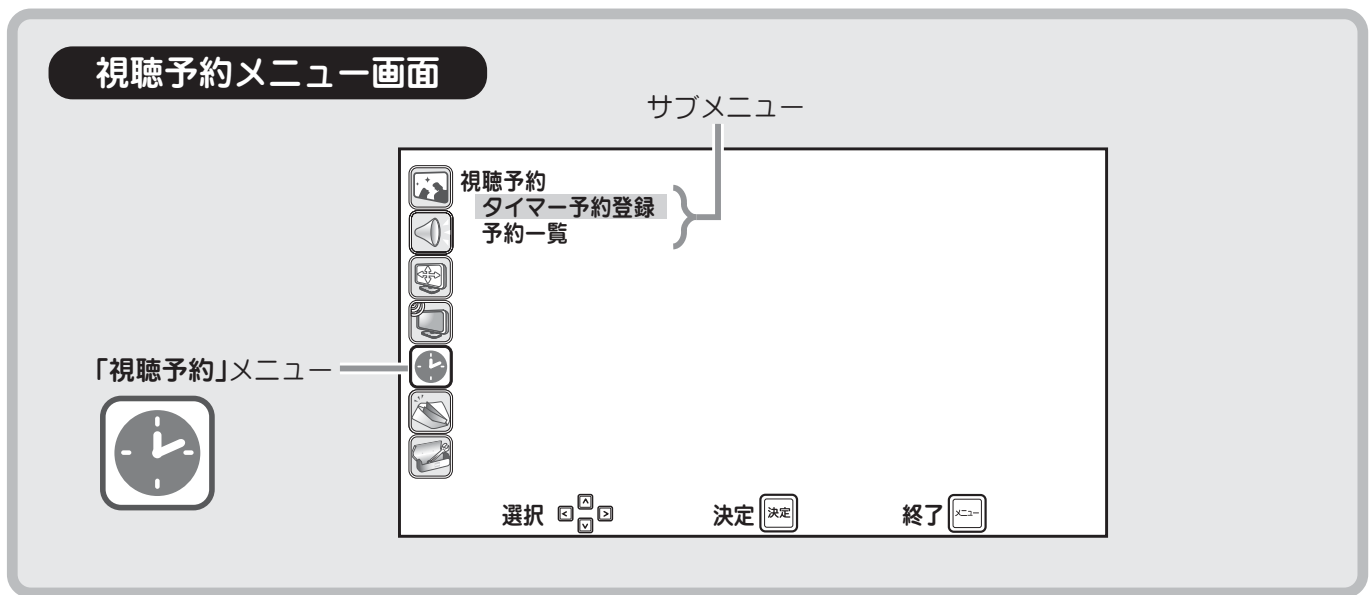 視聴予約メニュー画面
サブメニュー
視聴予約
タイマー予約登録
予約一覧
「視聴予約」メニュー
選択
決定 決定
終了 メニュー